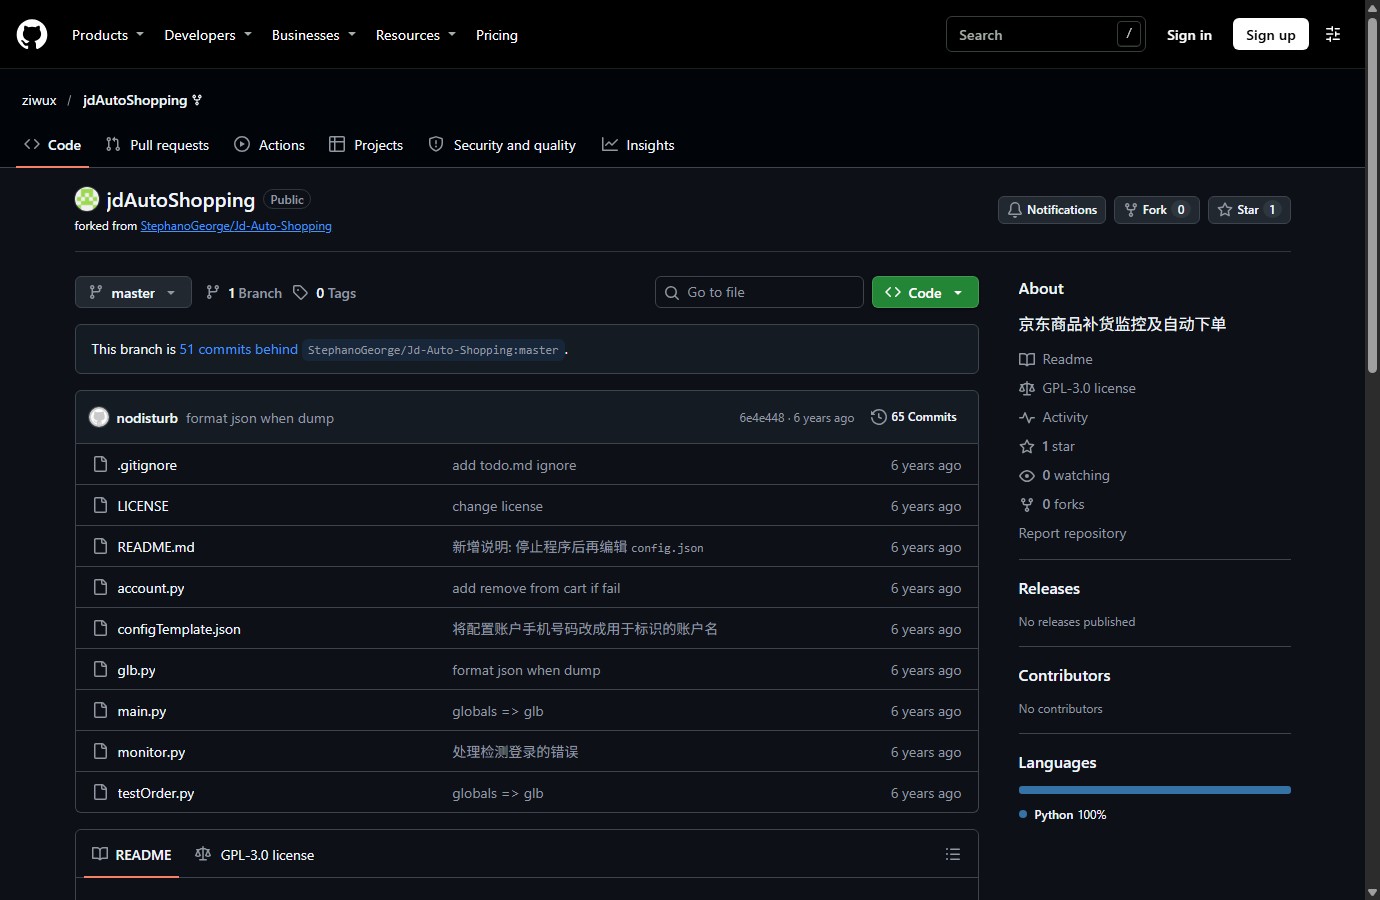 Products Developers Businesses Resources Pricing Search / Sign in Sign up
ziwux / jdAutoShopping
Code Pull requests Actions Projects Security and quality Insights
jdAutoShopping Public
forked from StephanoGeorge/Jd-Auto-Shopping
Notifications Fork 0 Star 1
master 1 Branch 0 Tags Go to file Code
This branch is 51 commits behind StephanoGeorge/Jd-Auto-Shopping:master .
nodisturb format json when dump 6e4e448 · 6 years ago 65 Commits
.gitignore add todo.md ignore 6 years ago
LICENSE change license 6 years ago
README.md 新增说明: 停止程序后再编辑 config.json 6 years ago
account.py add remove from cart if fail 6 years ago
configTemplate.json 将配置账户手机号码改成用于标识的账户名 6 years ago
glb.py format json when dump 6 years ago
main.py globals => glb 6 years ago
monitor.py 处理检测登录的错误 6 years ago
testOrder.py globals => glb 6 years ago
README GPL-3.0 license
About
京东商品补货监控及自动下单
Readme
GPL-3.0 license
Activity
1 star
0 watching
0 forks
Report repository
Releases
No releases published
Contributors
No contributors
Languages
Python 100%